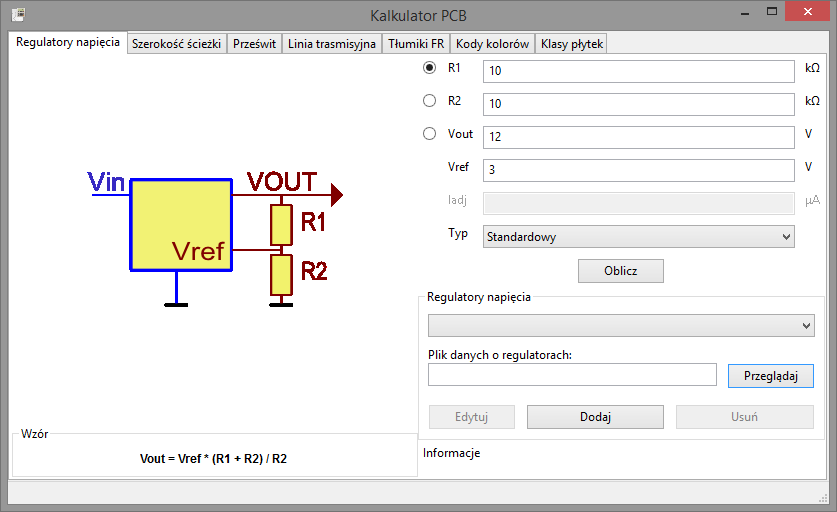 Kalkulator PCB
Regulatory napięcia Szerokość ścieżki Prześwit Linia trasmisyjna Tłumiki FR Kody kolorów Klasy płytek
R1 10 kΩ
R2 10 kΩ
Vout 12 V
Vref 3 V
Iadj µA
Typ Standardowy
Oblicz
Vin VOUT
R1
Vref
R2
Regulatory napięcia
Plik danych o regulatorach:
Przeglądaj
Edytuj Dodaj Usuń
Wzór
Vout = Vref * (R1 + R2) / R2
Informacje